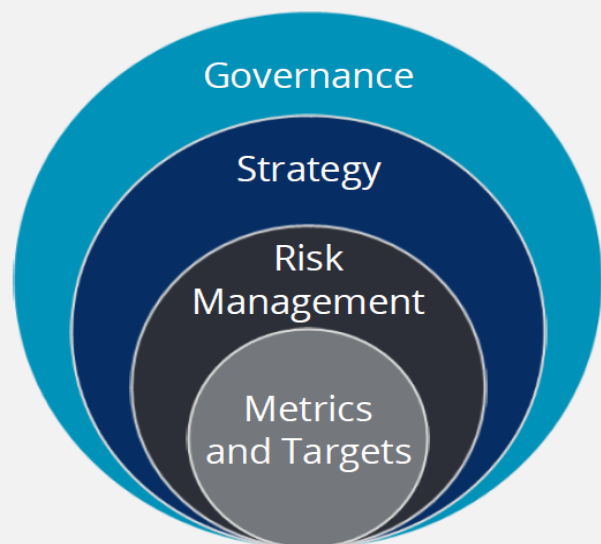 Governance
Strategy
Risk
Management
Metrics
and Targets